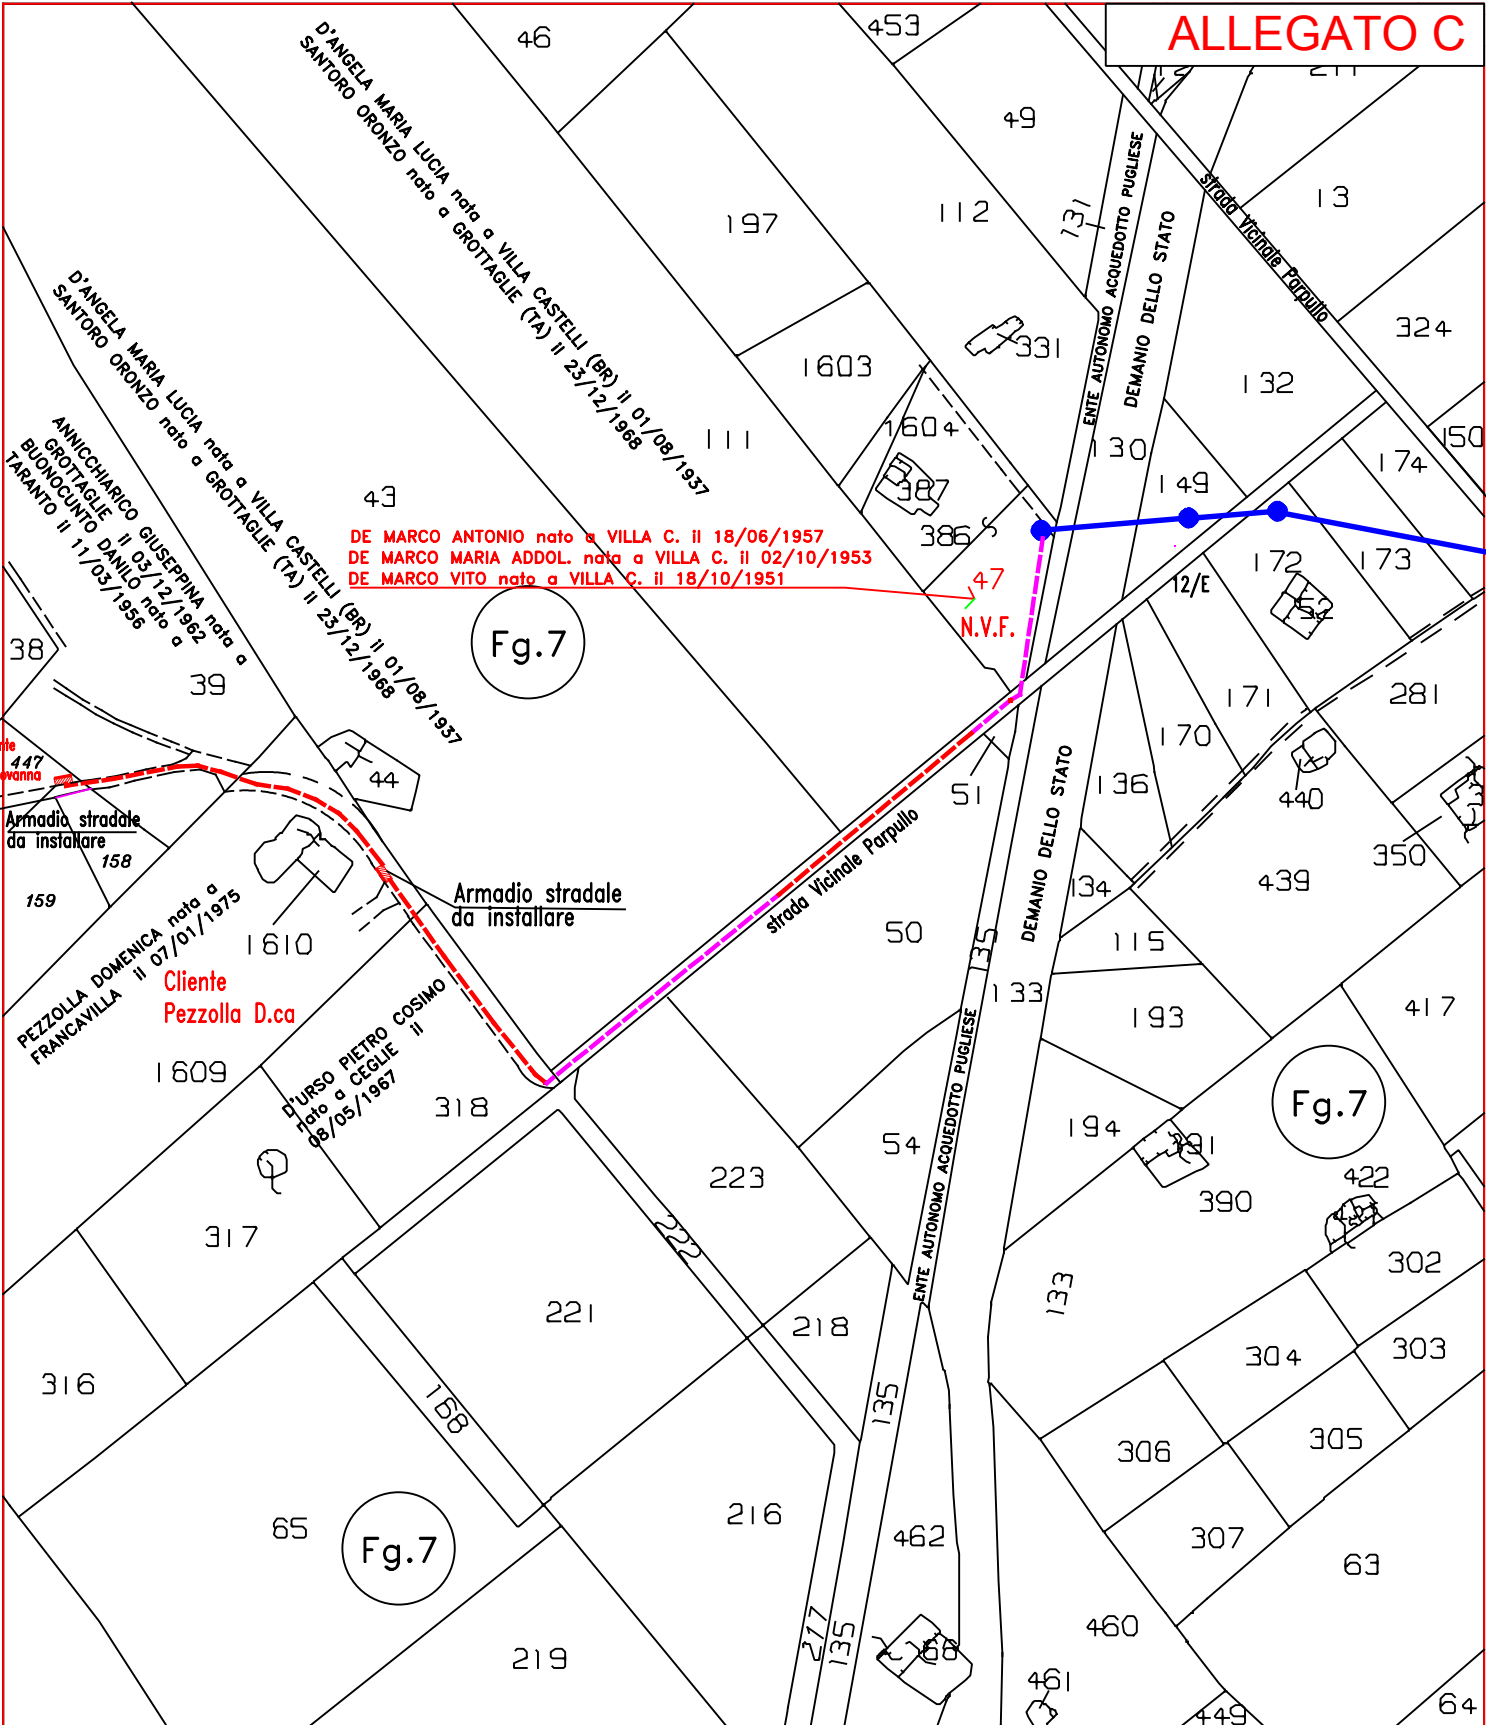 ALLEGATO C
46
453
49
197
112
131
13
324
132
150
174
149
130
331
1603
1604
111
387
386
43
D'ANGELA MARIA LUCIA nata a VILLA CASTELLI (BR) il 01/08/1937
SANTORO ORONZO nato a GROTTAGLIE (TA) il 23/12/1968
D'ANGELA MARIA LUCIA nata a VILLA CASTELLI (BR) il 01/08/1937
SANTORO ORONZO nato a GROTTAGLIE (TA) il 23/12/1968
ANNICCHIARICO GIUSEPPINA nata a
GROTTAGLIE il 03/12/1962
BUONOCUNTO DANILO nato a
TARANTO il 11/03/1956
ENTE AUTONOMO ACQUEDOTTO PUGLIESE
DEMANIO DELLO STATO
strada Vicinale Parpullo
DE MARCO ANTONIO nato a VILLA C. il 18/06/1957
DE MARCO MARIA ADDOL. nata a VILLA C. il 02/10/1953
DE MARCO VITO nato a VILLA C. il 18/10/1951
47
N.V.F.
Fg.7
12/E
172
173
52
171
170
281
38
39
447
44
Armadio stradale
da installare
158
159
Armadio stradale
da installare
51
136
440
350
439
134
115
50
135
133
193
417
strada Vicinale Parpullo
DEMANIO DELLO STATO
ENTE AUTONOMO ACQUEDOTTO PUGLIESE
PEZZOLLA DOMENICA nata a
FRANCAVILLA il 07/01/1975
1610
Cliente
Pezzolla D.ca
1609
D'URSO PIETRO COSIMO
nato a CEGLIE il
08/05/1967
318
317
316
Fg.7
194
391
390
422
54
223
222
221
218
133
302
304
303
306
305
307
63
168
135
65
Fg.7
216
462
217
135
219
68
460
461
449
64